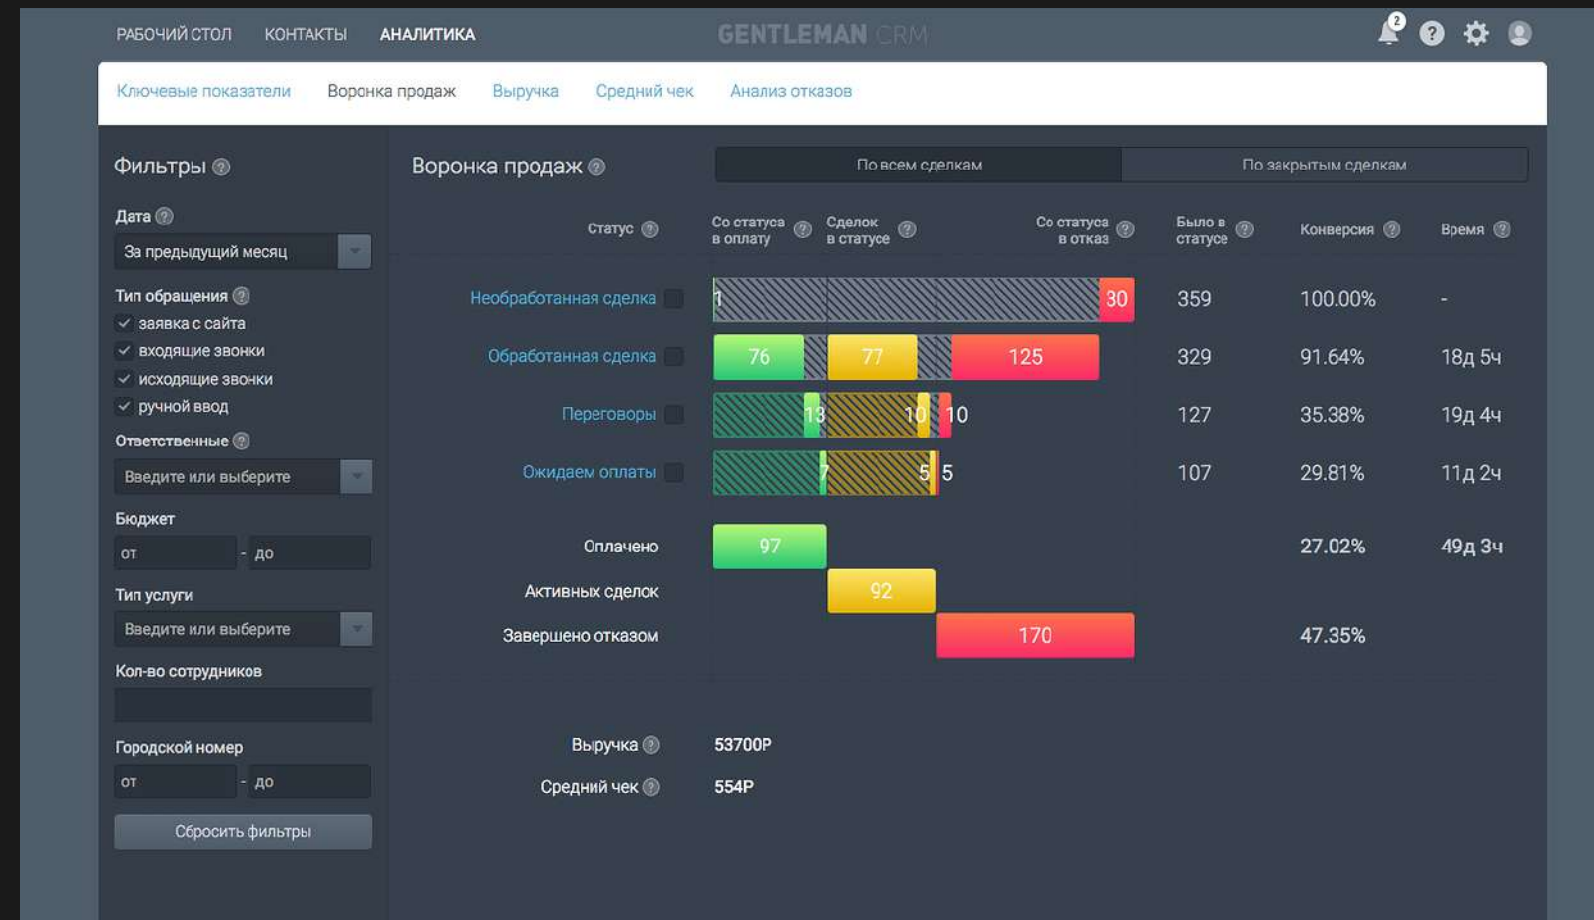 РАБОЧИЙ СТОЛ КОНТАКТЫ АНАЛИТИКА GENTLEMAN CRM 2 ?
Ключевые показатели Воронка продаж Выручка Средний чек Анализ отказов
Фильтры ?
Дата ?
За предыдущий месяц
Тип обращения ?
заявка с сайта
входящие звонки
исходящие звонки
ручной ввод
Ответственные ?
Введите или выберите
Бюджет
от - до
Тип услуги
Введите или выберите
Кол-во сотрудников
Городской номер
от - до
Сбросить фильтры
Воронка продаж ? По всем сделкам По закрытым сделкам
Статус ? Со статуса в оплату ? Сделок в статусе ? Со статуса в отказ ? Было в статусе ? Конверсия ? Время ?
Необработанная сделка 1 30 359 100.00% -
Обработанная сделка 76 77 125 329 91.64% 18д 5ч
Переговоры 13 10 10 127 35.38% 19д 4ч
Ожидаем оплаты 7 5 5 107 29.81% 11д 2ч
Оплачено 97 27.02% 49д 3ч
Активных сделок 92
Завершено отказом 170 47.35%
Выручка ? 53700Р
Средний чек ? 554Р